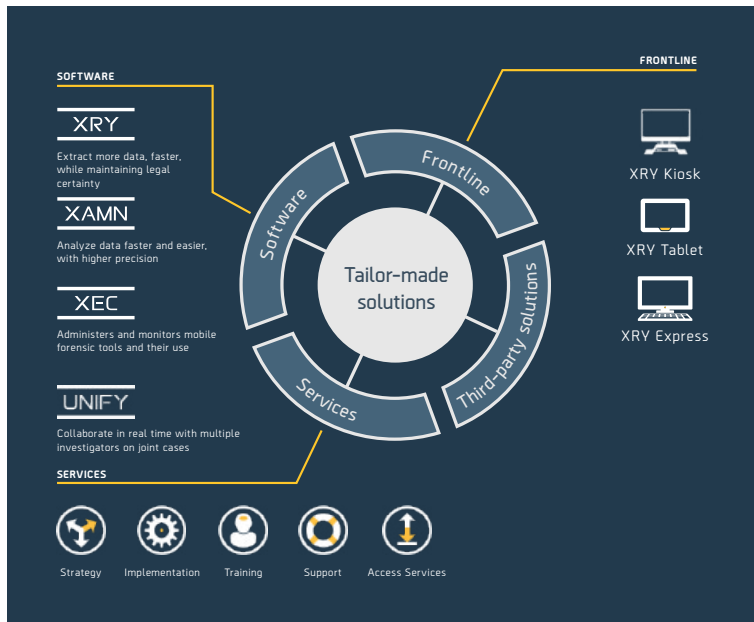 SOFTWARE
XRY
Extract more data, faster,
while maintaining legal
certainty
XAMN
Analyze data faster and easier,
with higher precision
XEC
Administers and monitors mobile
forensic tools and their use
UNIFY
Collaborate in real time with multiple
investigators on joint cases
FRONTLINE
XRY Kiosk
XRY Tablet
XRY Express
Software
Frontline
Third-party solutions
Services
Tailor-made
solutions
SERVICES
Strategy
Implementation
Training
Support
Access Services